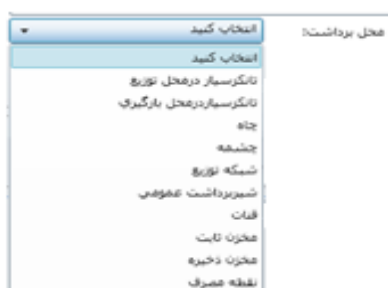 محل برداشت: انتخاب کنید
انتخاب کنید
تانکرسیار درمحل توزیع
تانکرسیاردرمحل بارگیری
چاه
چشمه
شبکه توزیع
شیربرداشت عمومی
قنات
مخزن ثابت
مخزن ذخیره
نقطه مصرف